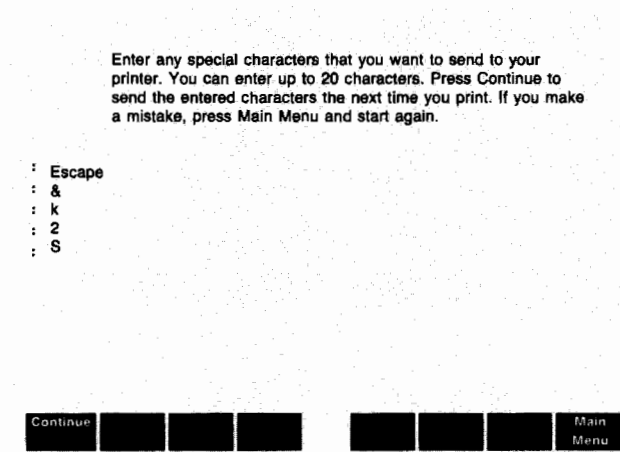 Enter any special characters that you want to send to your
printer. You can enter up to 20 characters. Press Continue to
send the entered characters the next time you print. If you make
a mistake, press Main Menu and start again.
: Escape
: &
: k
: 2
: S
Continue
Main
Menu